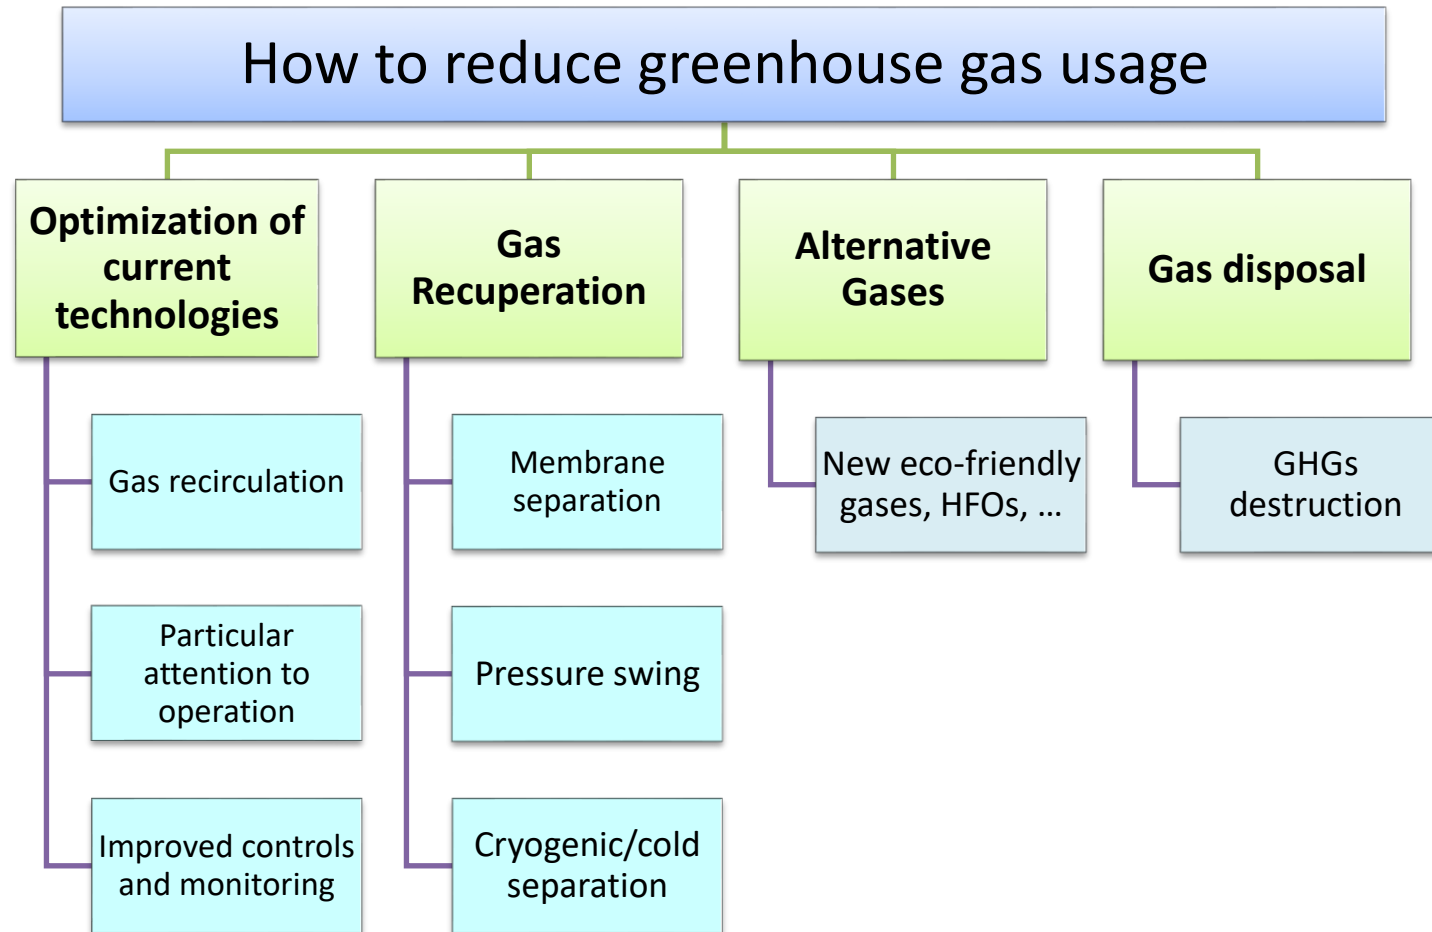 How to reduce greenhouse gas usage
Optimization of
current
technologies
Gas recirculation
Particular
attention to
operation
Improved controls
and monitoring
Gas
Recuperation
Membrane
separation
Pressure swing
Cryogenic/cold
separation
Alternative
Gases
New eco-friendly
gases, HFOs, …
Gas disposal
GHGs
destruction